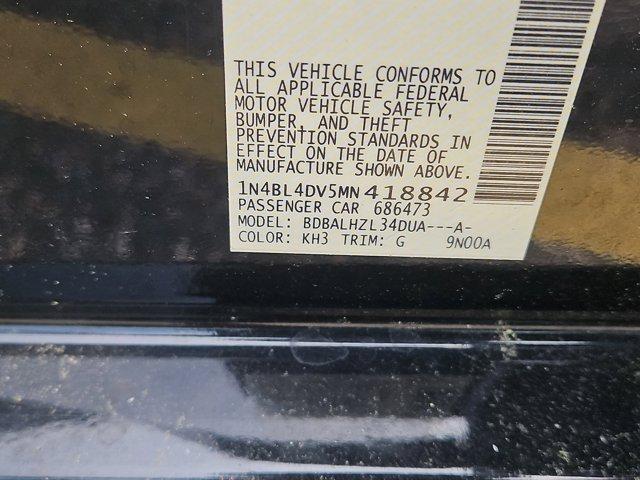 THIS VEHICLE CONFORMS TO
ALL APPLICABLE FEDERAL
MOTOR VEHICLE SAFETY,
BUMPER, AND THEFT
PREVENTION STANDARDS IN
EFFECT ON THE DATE OF
MANUFACTURE SHOWN ABOVE.
1N4BL4DV5MN418842
PASSENGER CAR 686473
MODEL: BDBALHZL34DUA---A-
COLOR: KH3 TRIM: G 9N00A